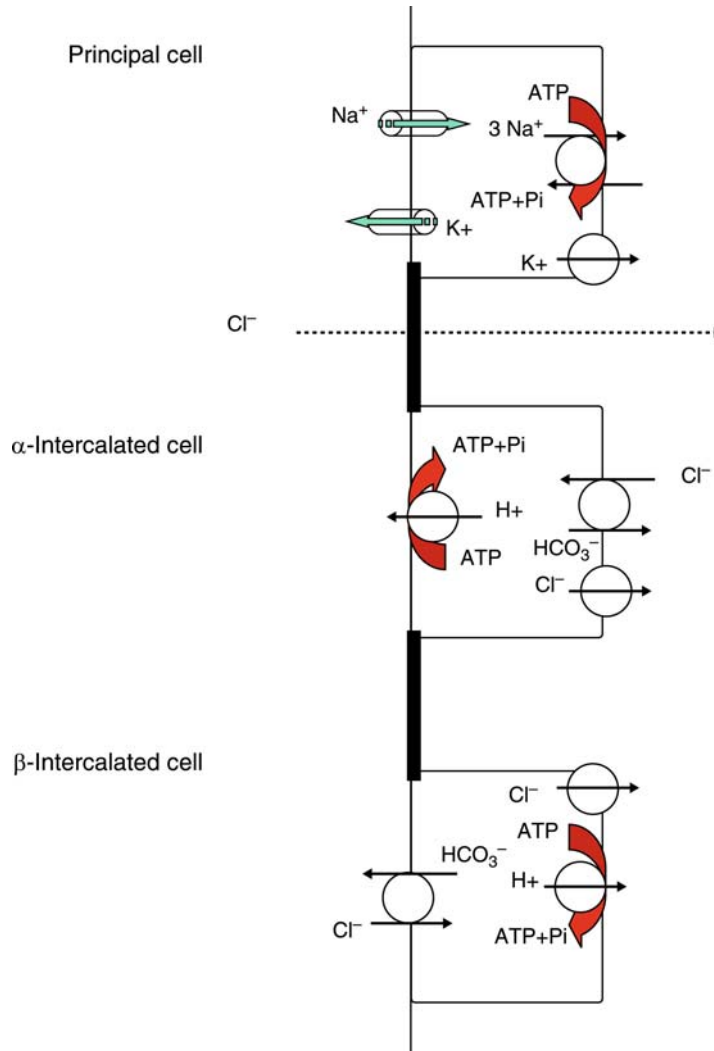 Principal cell
Na⁺
ATP
3 Na⁺
ATP+Pi
K+
K+
Cl⁻
α-Intercalated cell
ATP+Pi
H+
ATP
Cl⁻
HCO₃⁻
Cl⁻
β-Intercalated cell
Cl⁻
ATP
HCO₃⁻
H+
Cl⁻
ATP+Pi